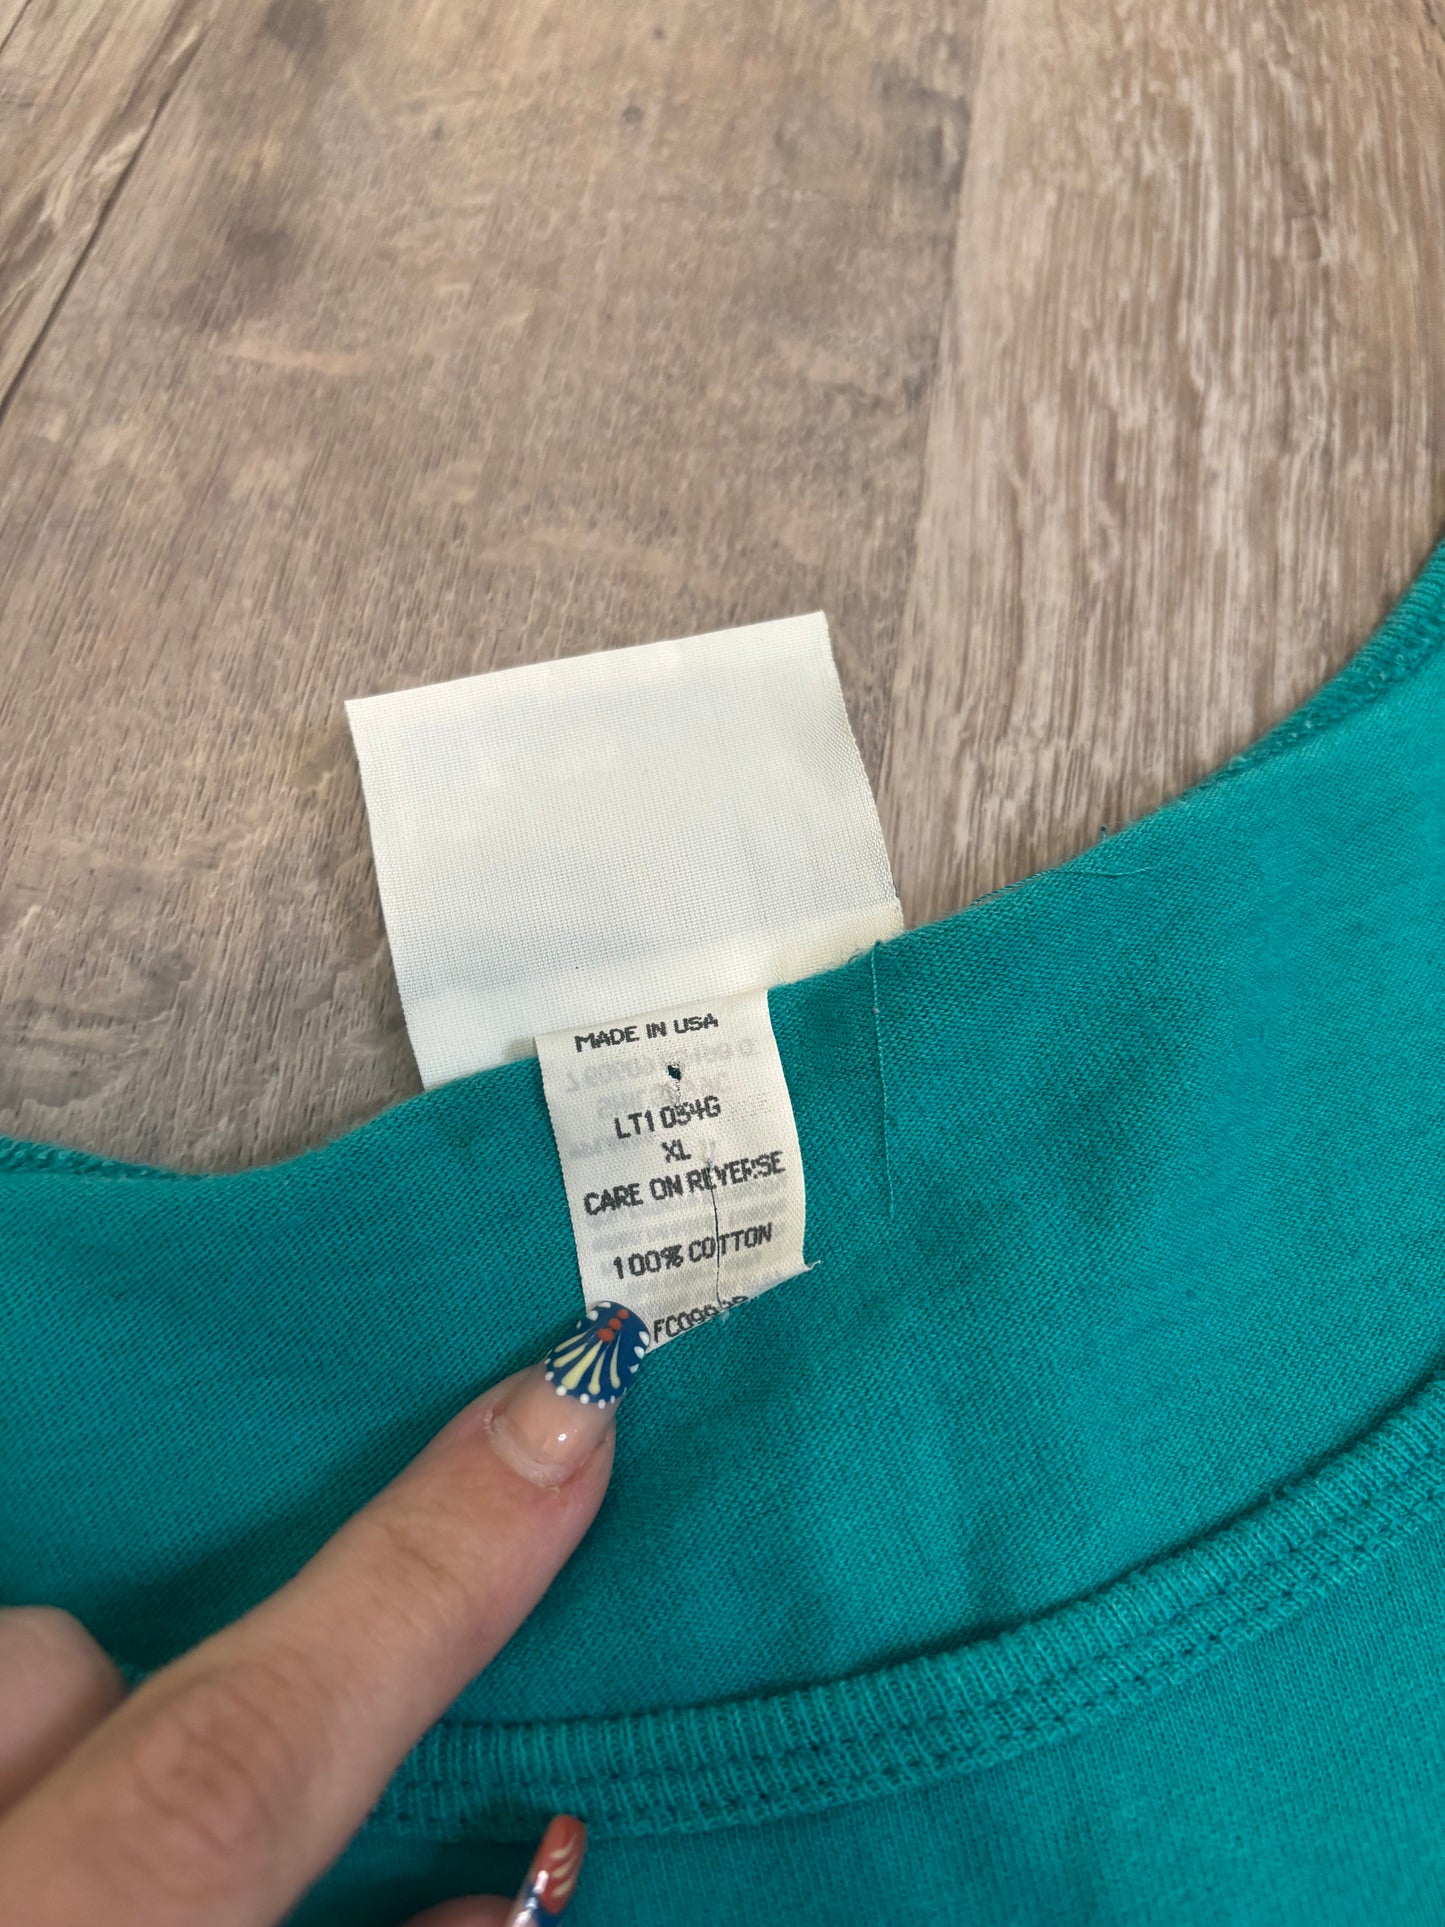 MADE IN USA
LT1054G
XL
CARE ON REVERSE
100% COTTON